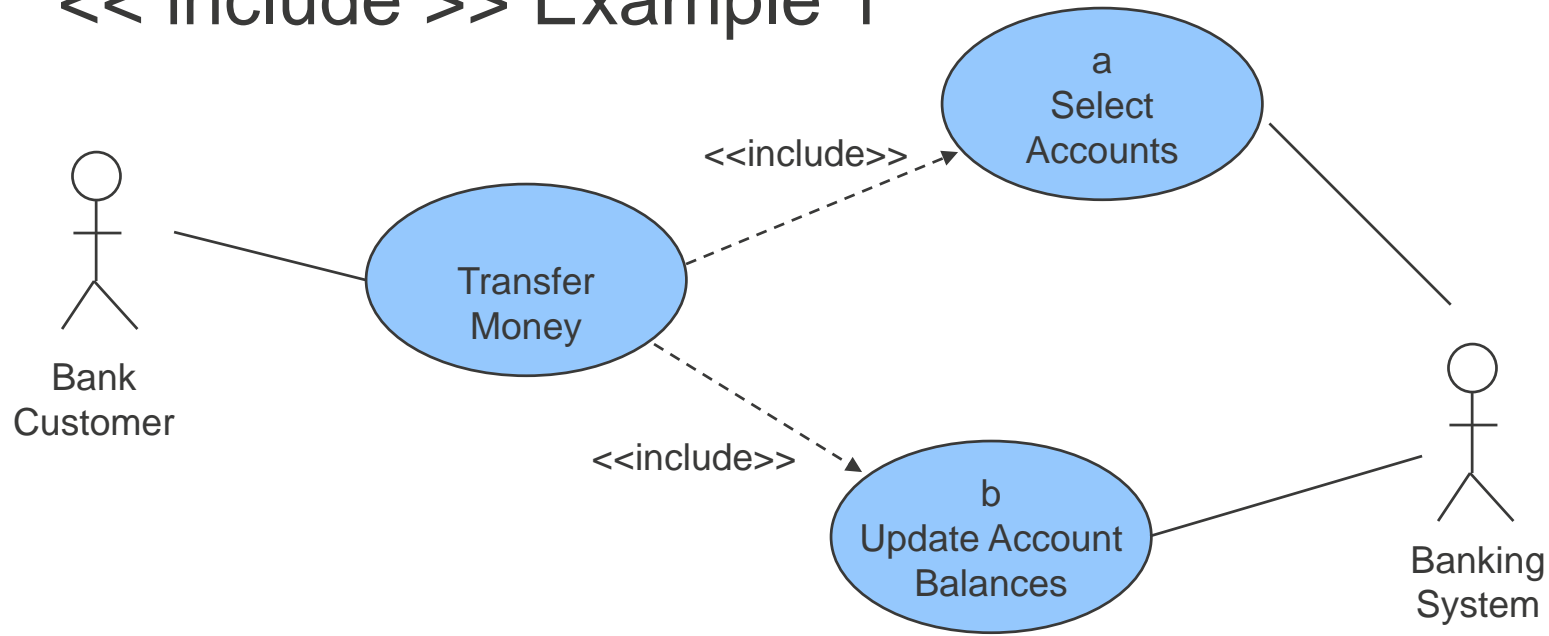 << include >> Example 1
a
Select
Accounts
<<include>>
Transfer
Money
Bank
Customer
<<include>>
b
Update Account
Balances
Banking
System